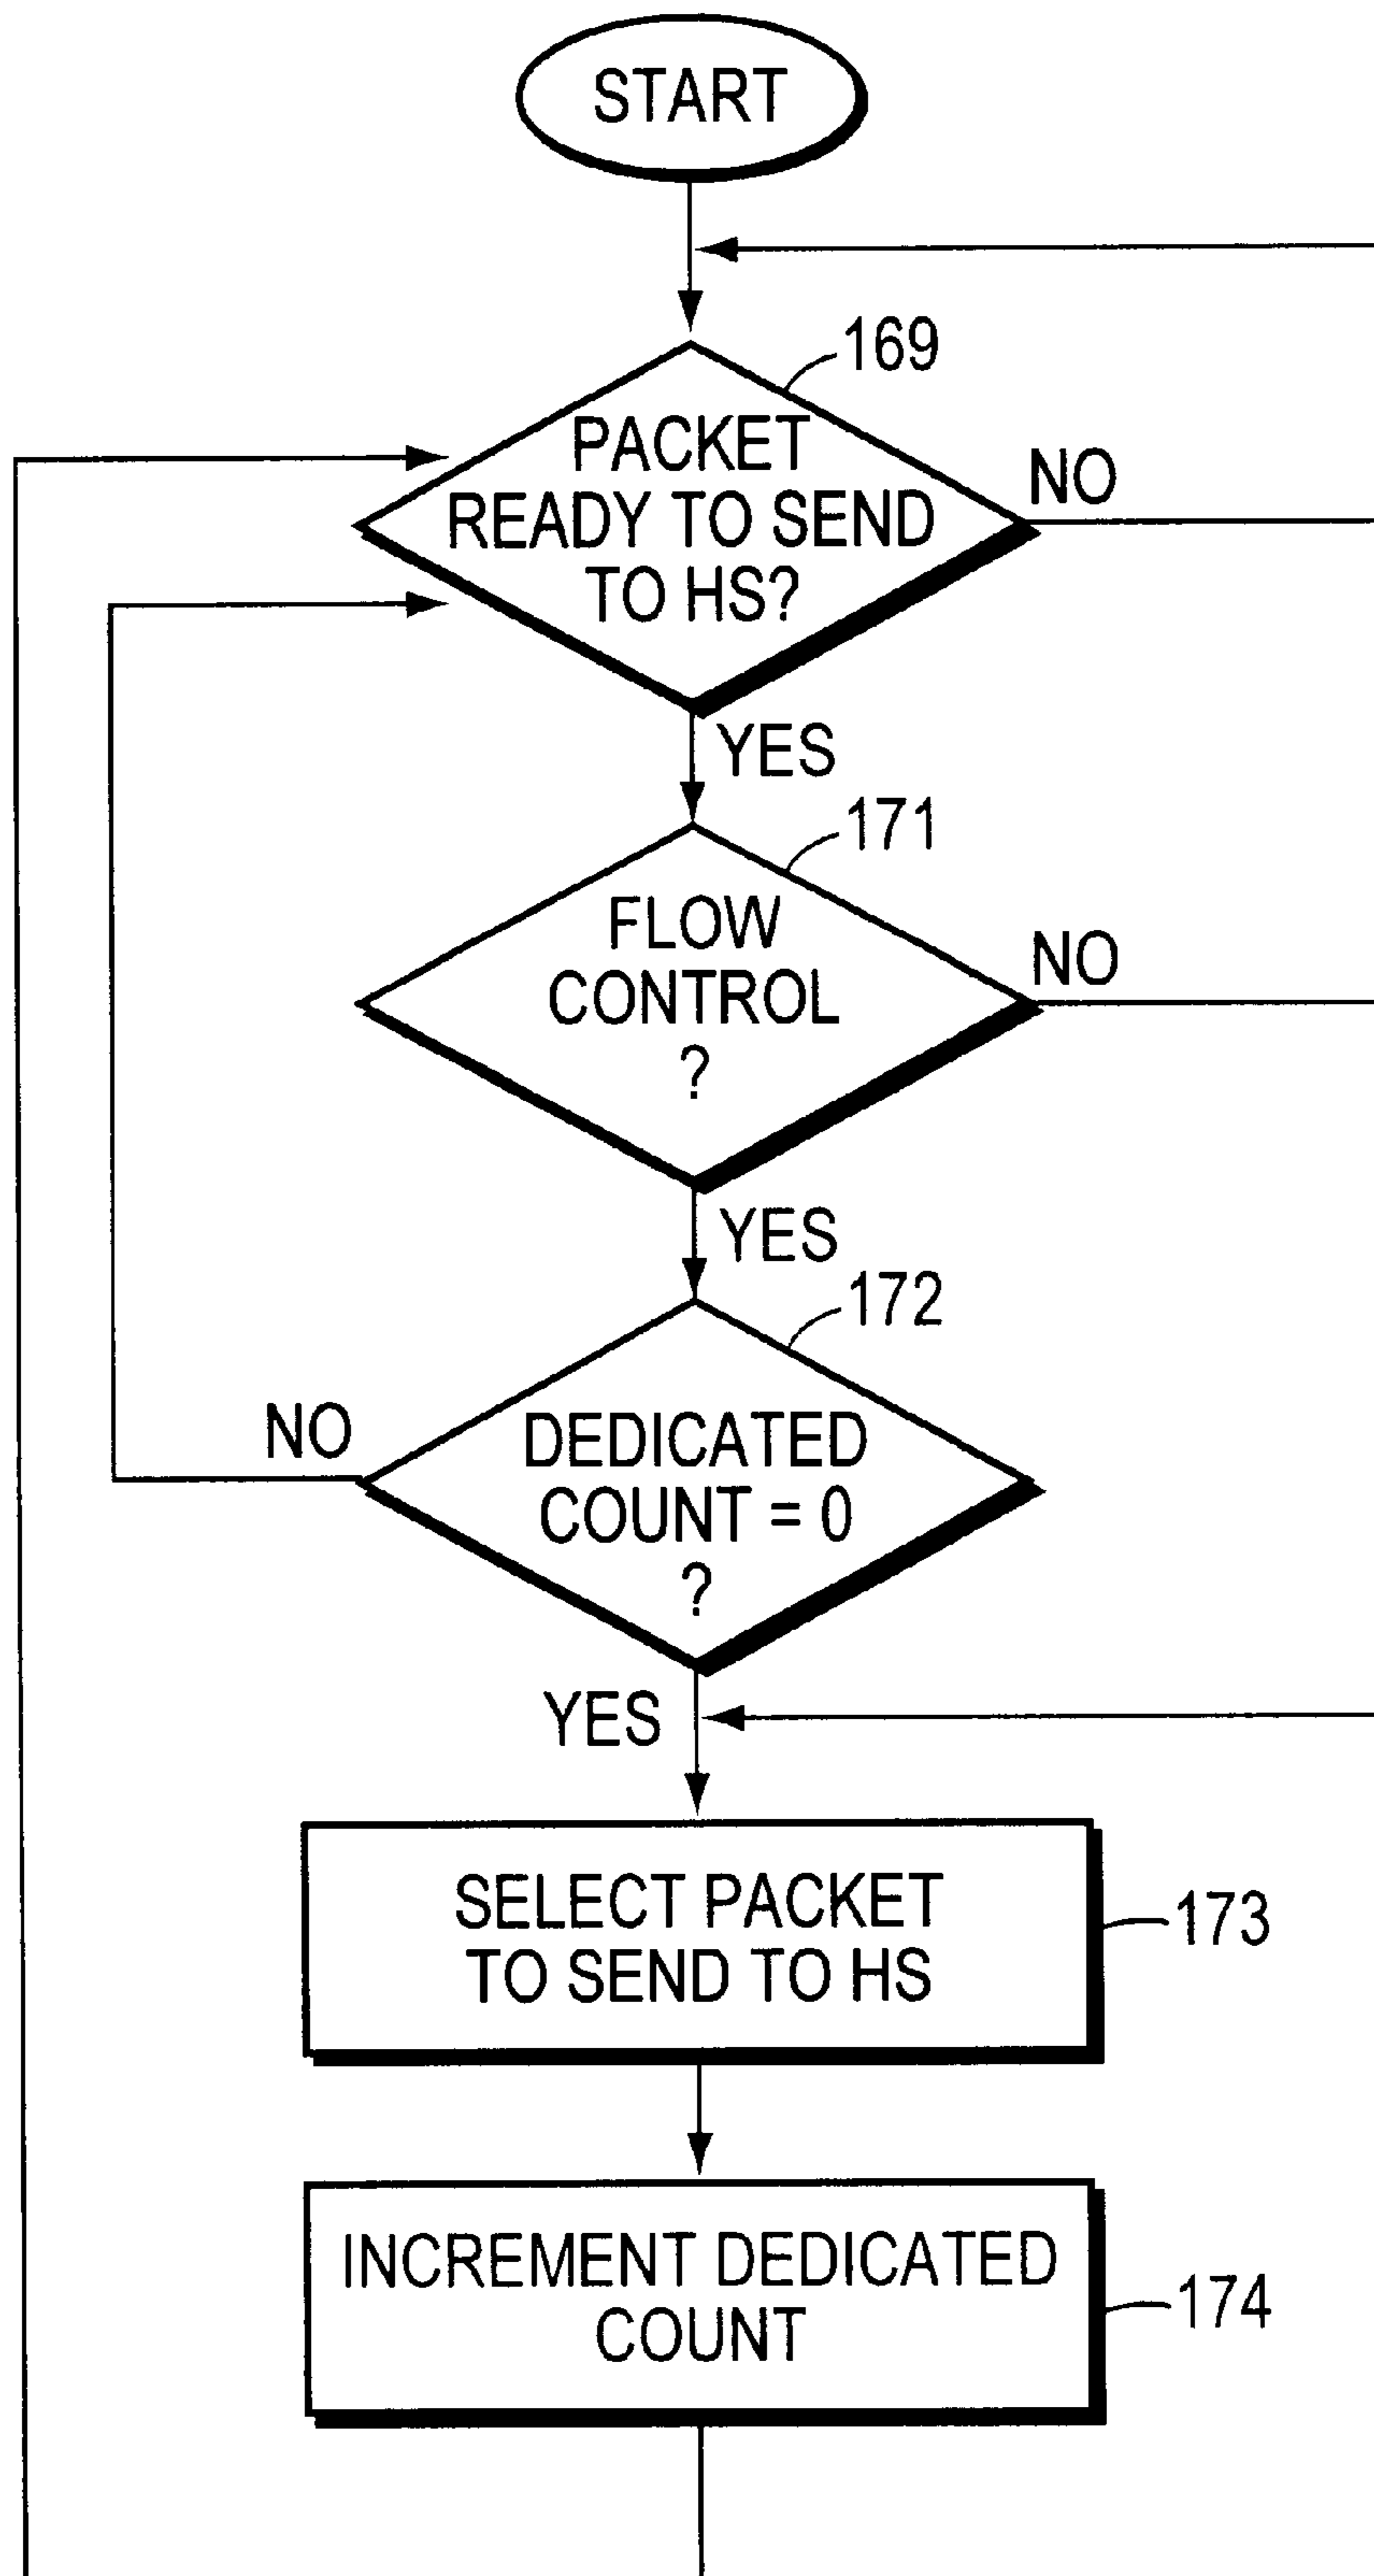 START
169
PACKET
READY TO SEND
TO HS?
NO
YES
171
FLOW
CONTROL
?
NO
YES
172
DEDICATED
COUNT = 0
?
NO
YES
SELECT PACKET
TO SEND TO HS
173
INCREMENT DEDICATED
COUNT
174